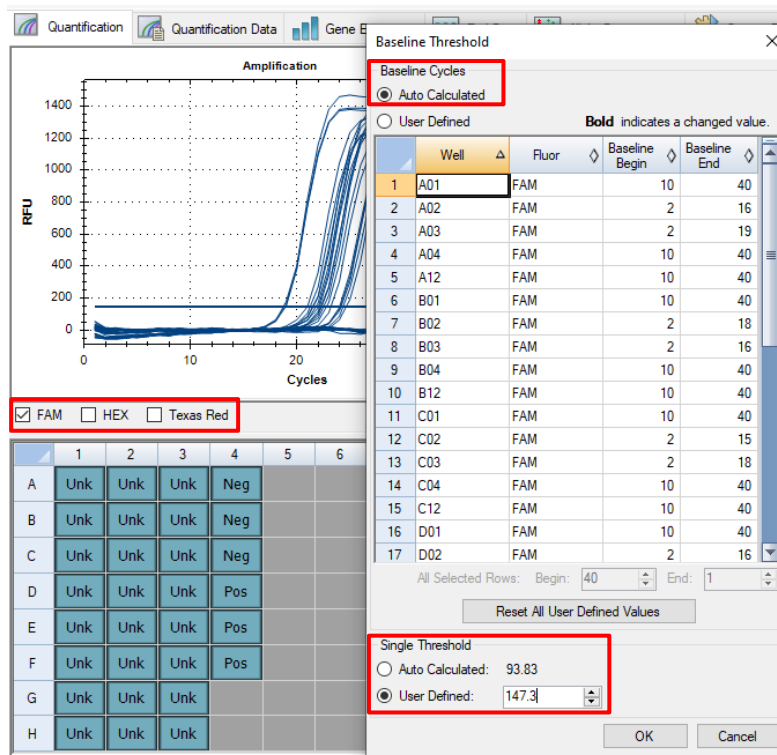 Quantification Quantification Data Gene E
Amplification
1400
1200
1000
800
600
400
200
0
RFU
0 10 20
Cycles
FAM HEX Texas Red
1 2 3 4 5 6
A Unk Unk Unk Neg
B Unk Unk Unk Neg
C Unk Unk Unk Neg
D Unk Unk Unk Pos
E Unk Unk Unk Pos
F Unk Unk Unk Pos
G Unk Unk Unk
H Unk Unk Unk
Baseline Threshold
Baseline Cycles
Auto Calculated
User Defined Bold indicates a changed value.
Well Fluor Baseline Begin Baseline End
1 A01 FAM 10 40
2 A02 FAM 2 16
3 A03 FAM 2 19
4 A04 FAM 10 40
5 A12 FAM 10 40
6 B01 FAM 10 40
7 B02 FAM 2 18
8 B03 FAM 2 16
9 B04 FAM 10 40
10 B12 FAM 10 40
11 C01 FAM 10 40
12 C02 FAM 2 15
13 C03 FAM 2 18
14 C04 FAM 10 40
15 C12 FAM 10 40
16 D01 FAM 10 40
17 D02 FAM 2 16
All Selected Rows: Begin: 40 End: 1
Reset All User Defined Values
Single Threshold
Auto Calculated: 93.83
User Defined: 147.3
OK Cancel